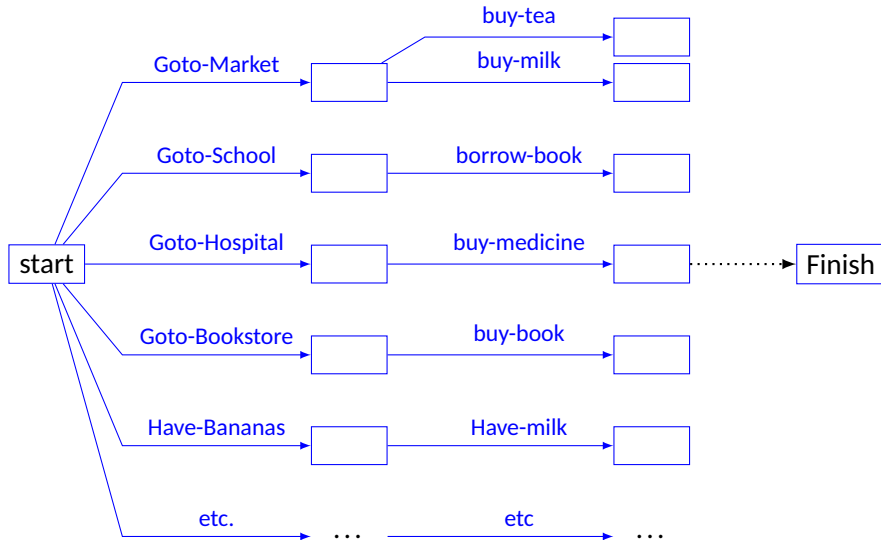 buy-tea
Goto-Market
buy-milk
Goto-School
borrow-book
Goto-Hospital
buy-medicine
start
Finish
Goto-Bookstore
buy-book
Have-Bananas
Have-milk
etc.
...
etc
...